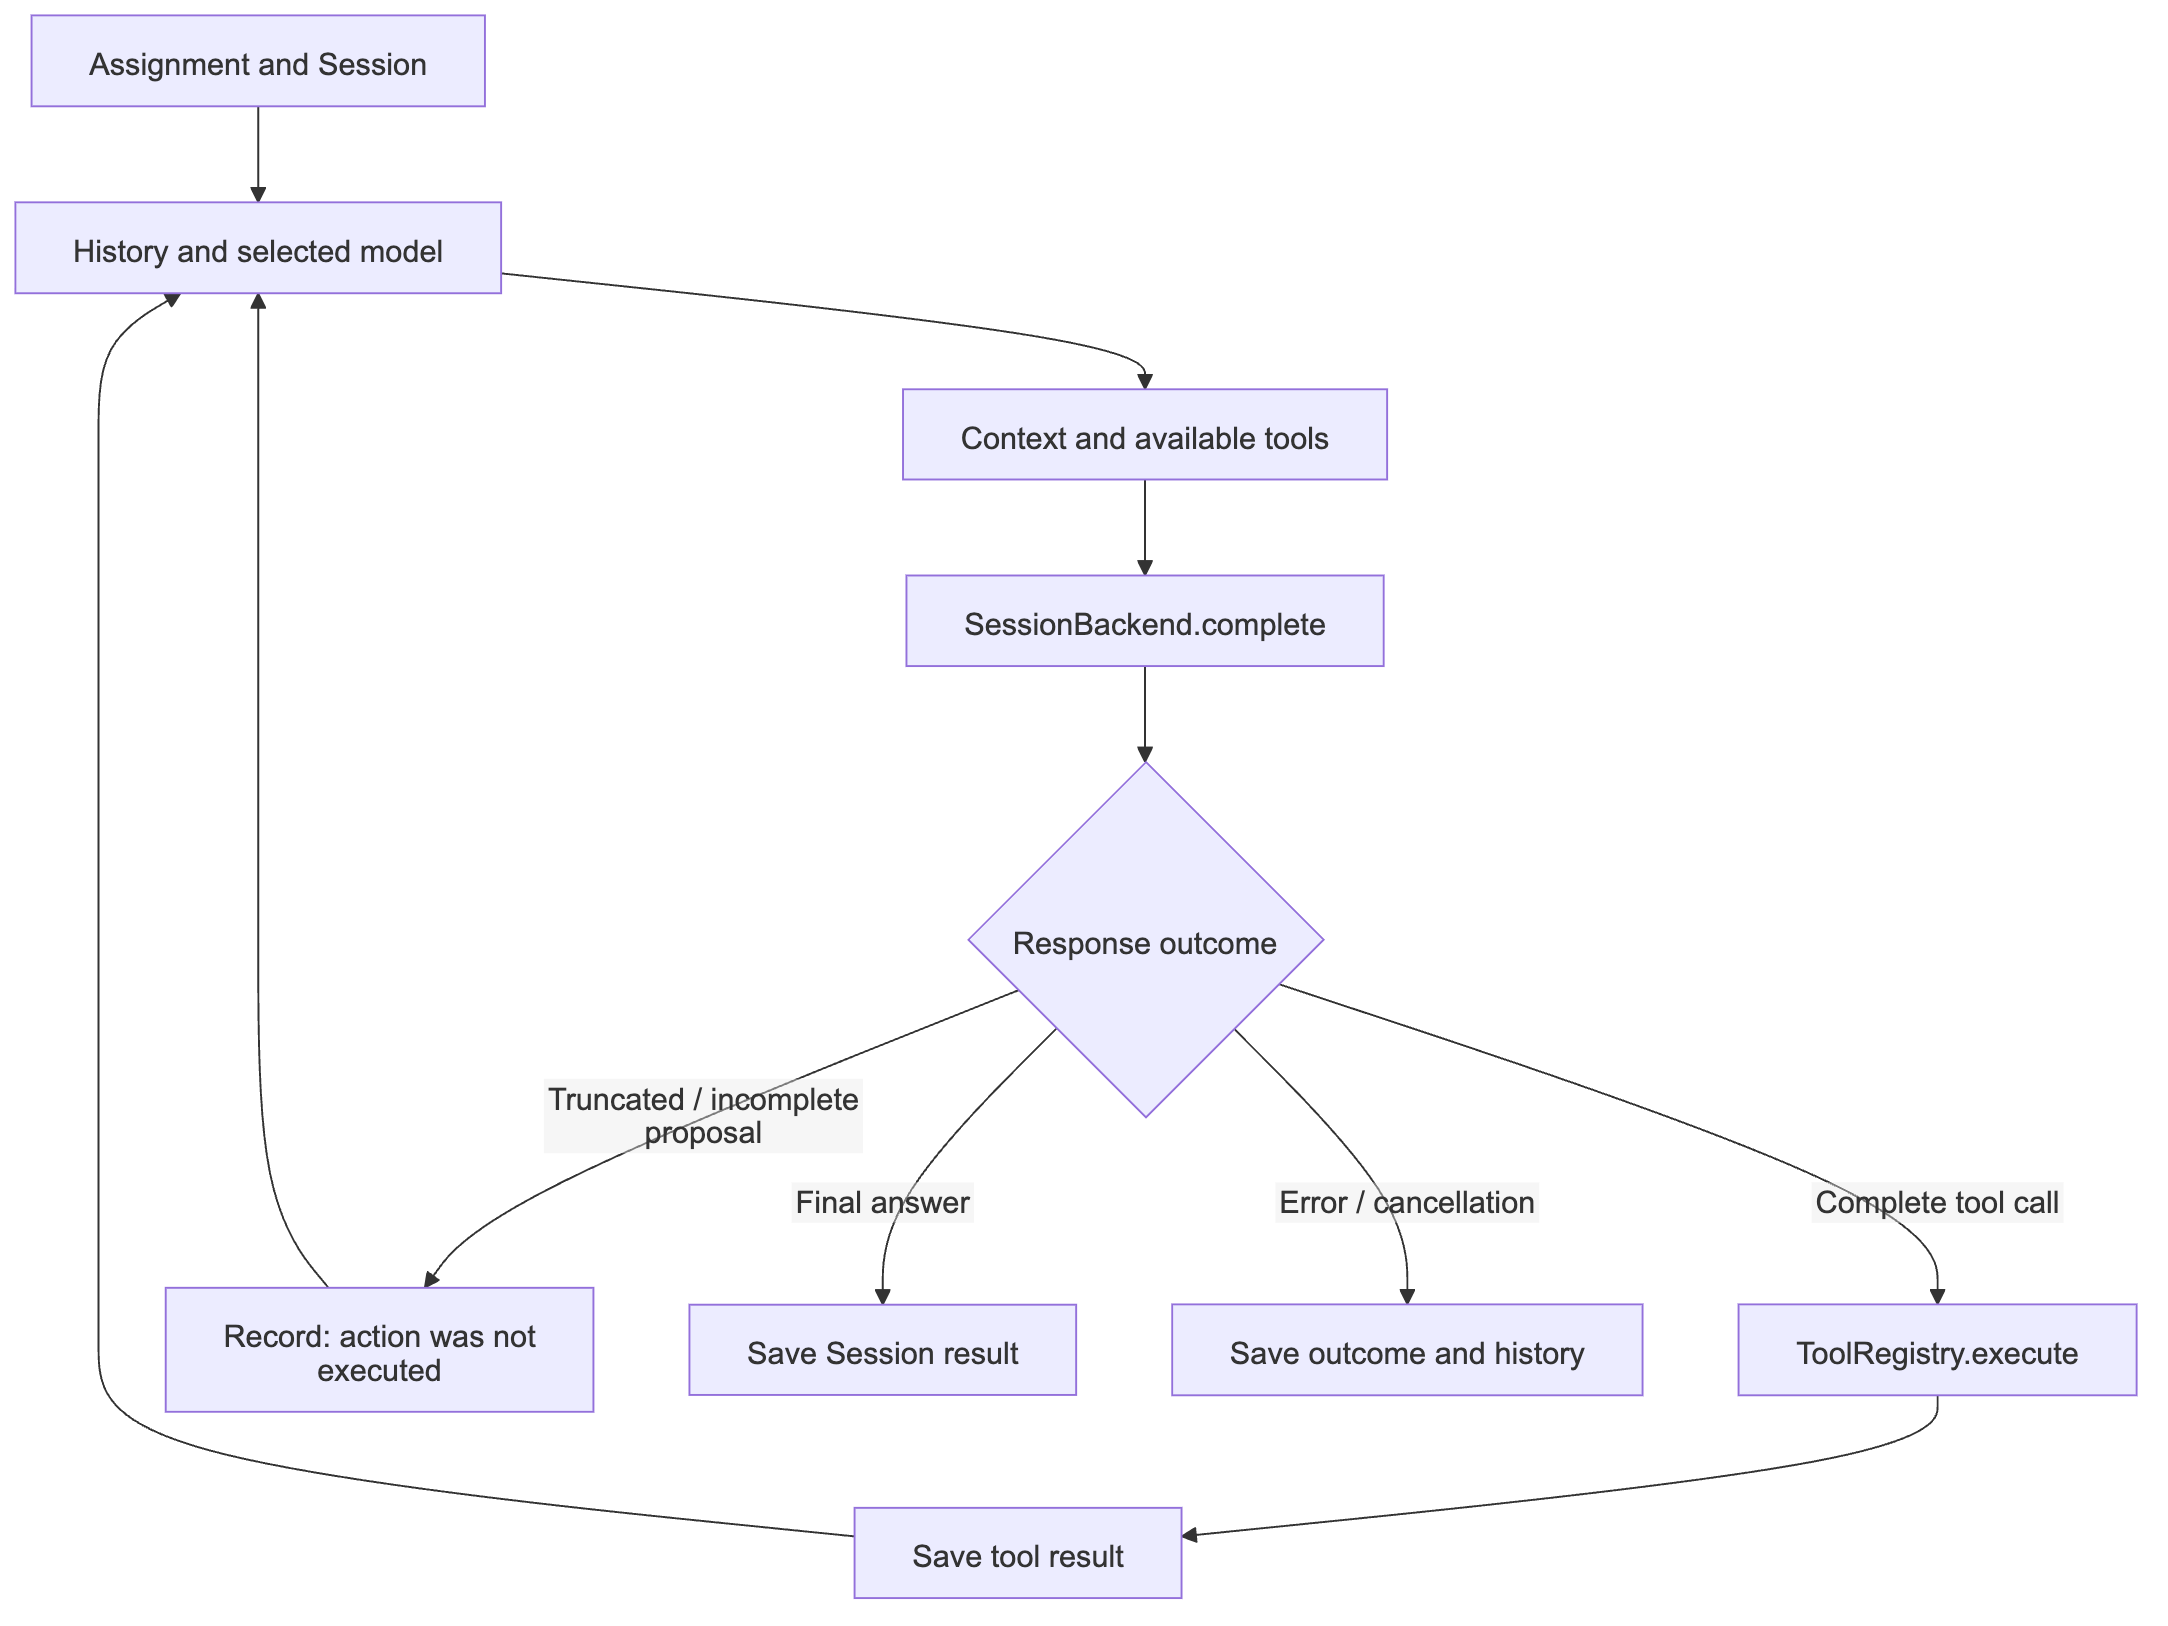 Assignment and Session
History and selected model
Context and available tools
SessionBackend.complete
Response outcome
Truncated / incomplete
proposal
Final answer
Error / cancellation
Complete tool call
Record: action was not
executed
Save Session result
Save outcome and history
ToolRegistry.execute
Save tool result